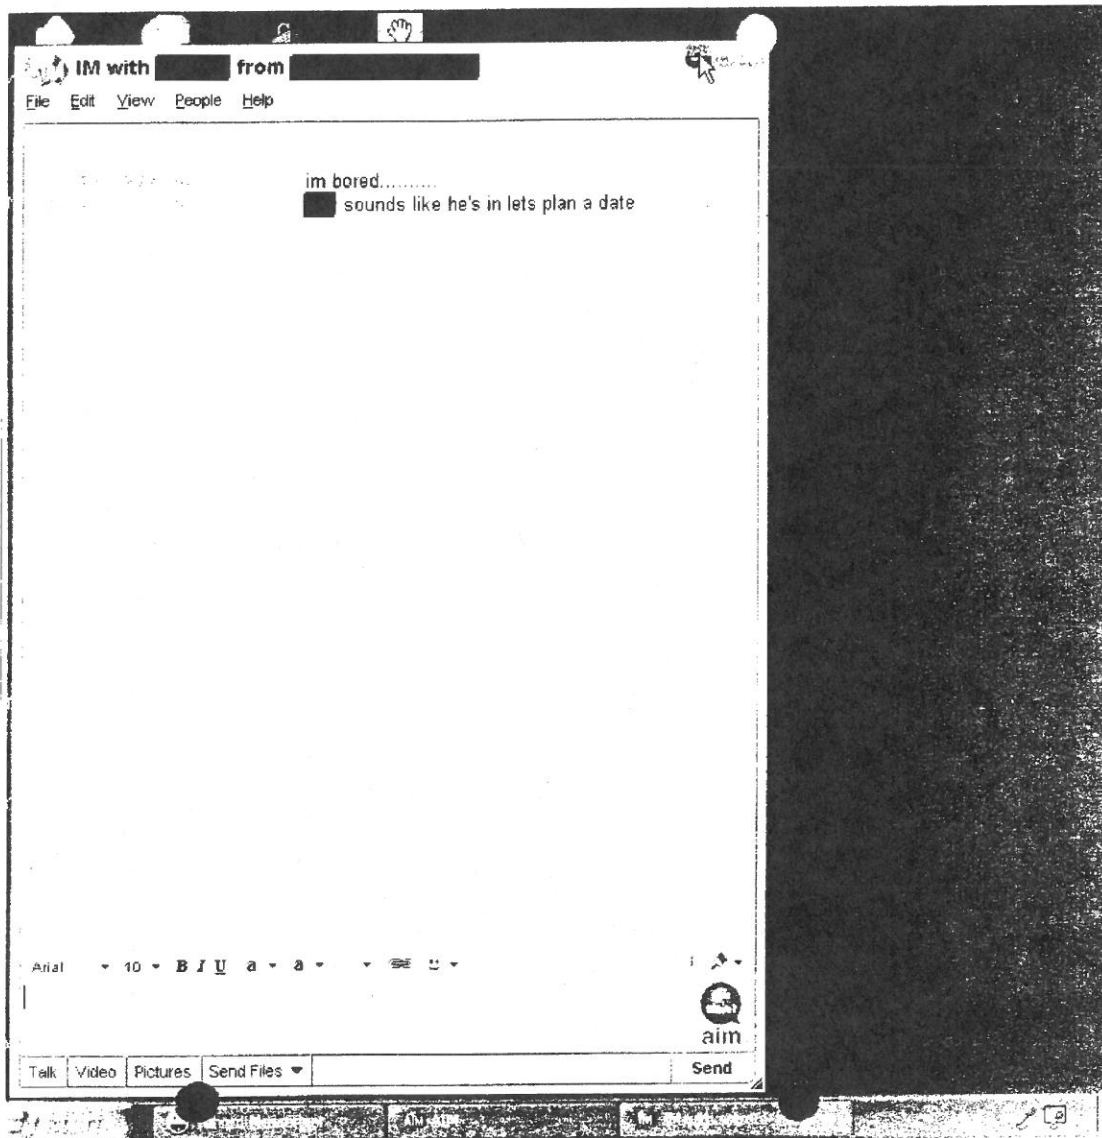 IM with from
File Edit View People Help
im bored..........
sounds like he's in lets plan a date
Arial 10 B I U a a
aim
Talk Video Pictures Send Files Send